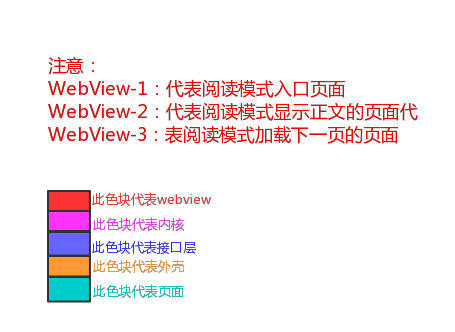 注意：
WebView-1：代表阅读模式入口页面
WebView-2：代表阅读模式显示正文的页面代
WebView-3：表阅读模式加载下一页的页面
此色块代表webview
此色块代表内核
此色块代表接口层
此色块代表外壳
此色块代表页面